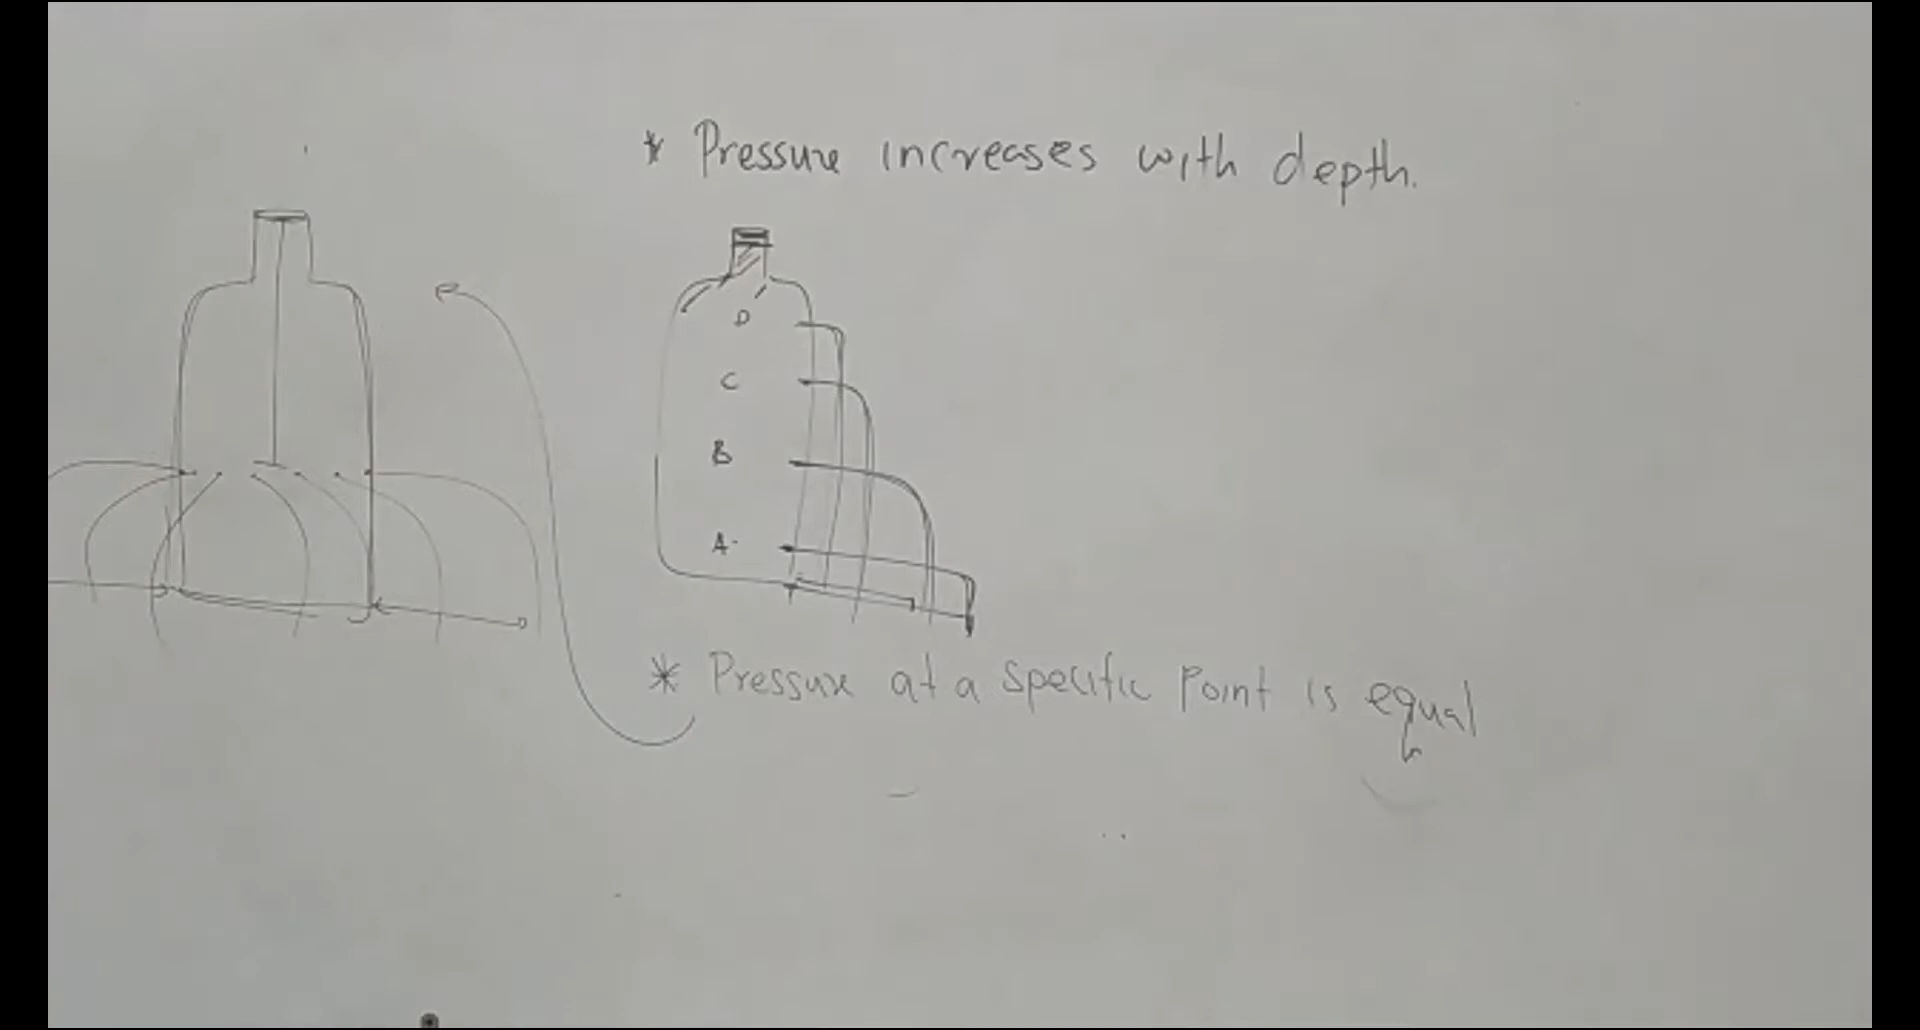 * Pressure increases with depth.
D
C
B
A
* Pressure at a specific point is equal